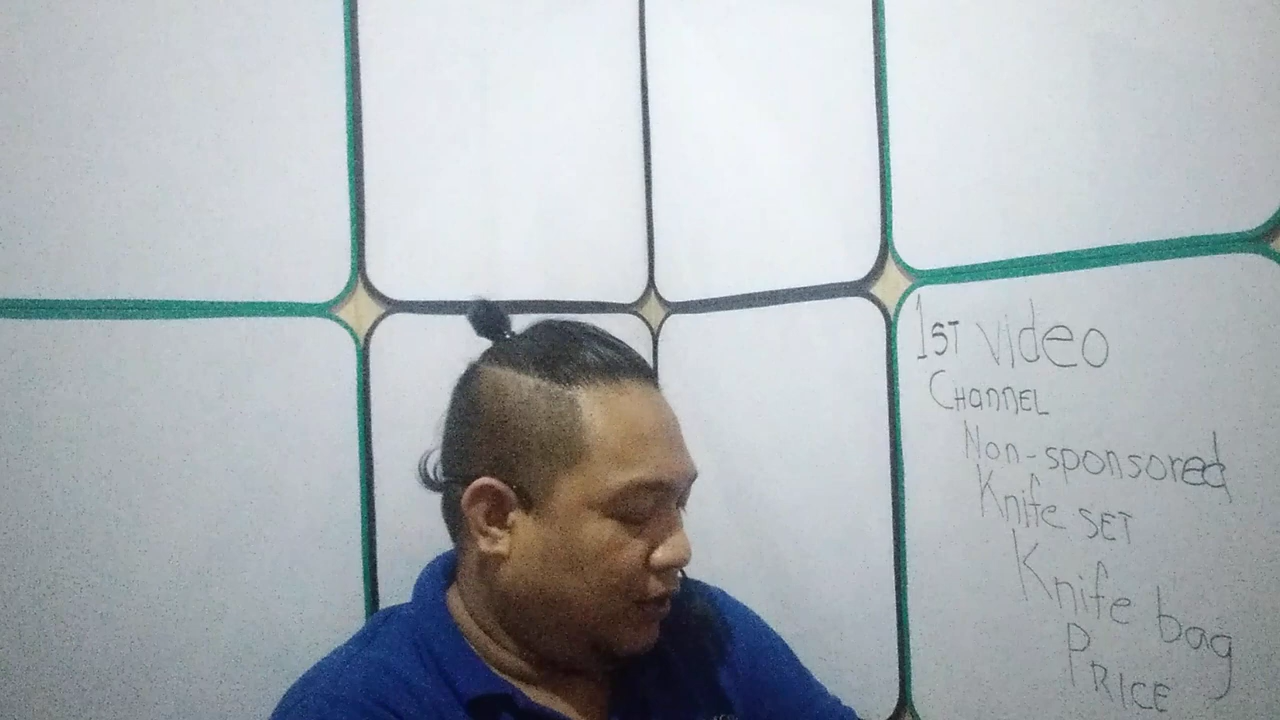 1ST video
CHannEL
Non-sponsored
Knife SET
Knife bag
PRICE